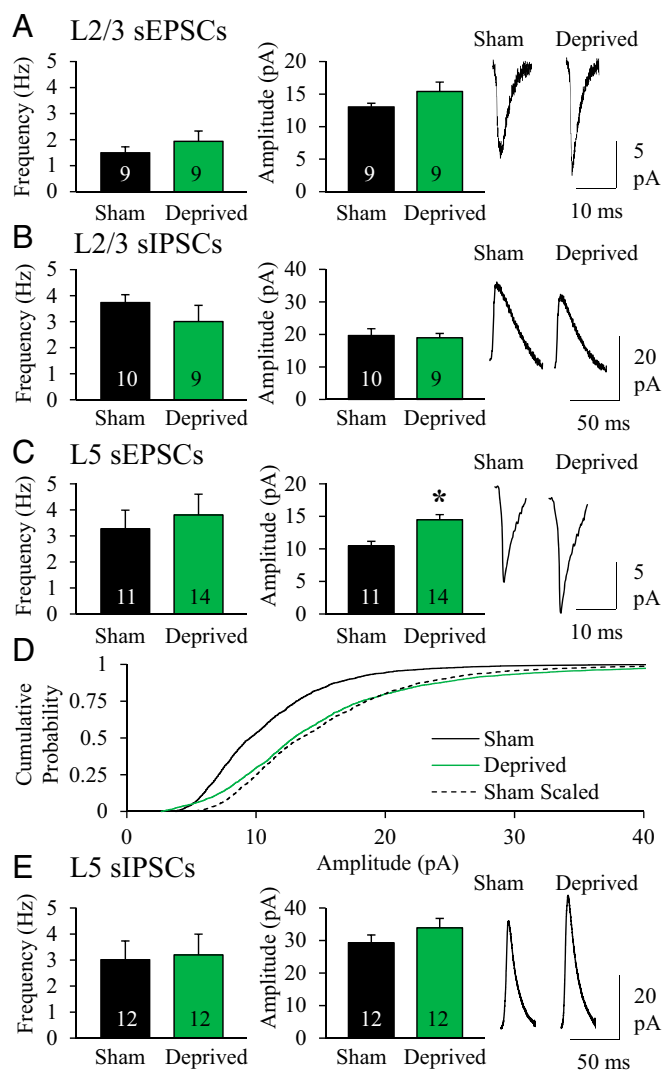 A L2/3 sEPSCs
Frequency (Hz)
5
4
3
2
1
0
9
9
Sham Deprived
Amplitude (pA)
20
15
10
5
0
9
9
Sham Deprived
Sham Deprived
5
pA
10 ms
B L2/3 sIPSCs
Frequency (Hz)
5
4
3
2
1
0
10
9
Sham Deprived
Amplitude (pA)
40
30
20
10
0
10
9
Sham Deprived
Sham Deprived
20
pA
50 ms
C L5 sEPSCs
Frequency (Hz)
5
4
3
2
1
0
11
14
Sham Deprived
Amplitude (pA)
20
15
10
5
0
*
11
14
Sham Deprived
Sham Deprived
5
pA
10 ms
D
Cumulative
Probability
1
0.75
0.5
0.25
0
Sham
Deprived
Sham Scaled
0 10 20 30 40
Amplitude (pA)
E L5 sIPSCs
Frequency (Hz)
5
4
3
2
1
0
12
12
Sham Deprived
Amplitude (pA)
40
30
20
10
0
12
12
Sham Deprived
Sham Deprived
20
pA
50 ms